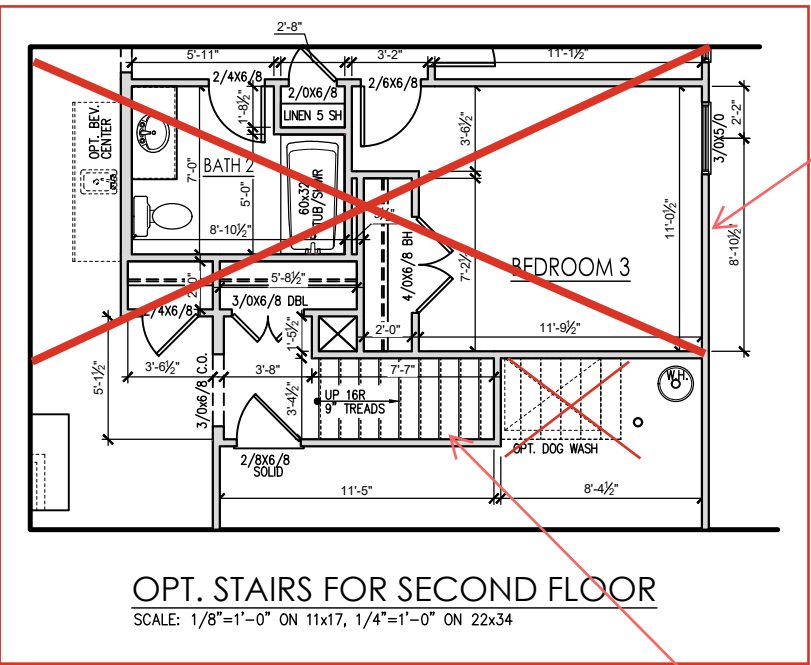 2'-8"
5'-11"
3'-2"
11'-1½"
2/4X6/8
2/0X6/8
2/6X6/8
1'-8½"
LINEN 5 SH
3'-6½"
2'-2"
3/0X5/0
OPT. BEV.
CENTER
BATH 2
7'-0"
5'-0"
60x32
TUB/SHWR
8'-10½"
4/0X6/8 BH
7'-2½"
11'-0½"
8'-10½"
BEDROOM 3
5'-8½"
2'-0"
2/4X6/8
3/0X6/8 DBL
1'-5½"
2'-0"
11'-9½"
3'-6½"
3'-8"
7'-7"
5'-1½"
3/0x6/8 C.O.
3'-4½"
UP 16R
9" TREADS
W.H.
2/8X6/8
SOLID
OPT. DOG WASH
11'-5"
8'-4½"
OPT. STAIRS FOR SECOND FLOOR
SCALE: 1/8"=1'-0" ON 11x17, 1/4"=1'-0" ON 22x34